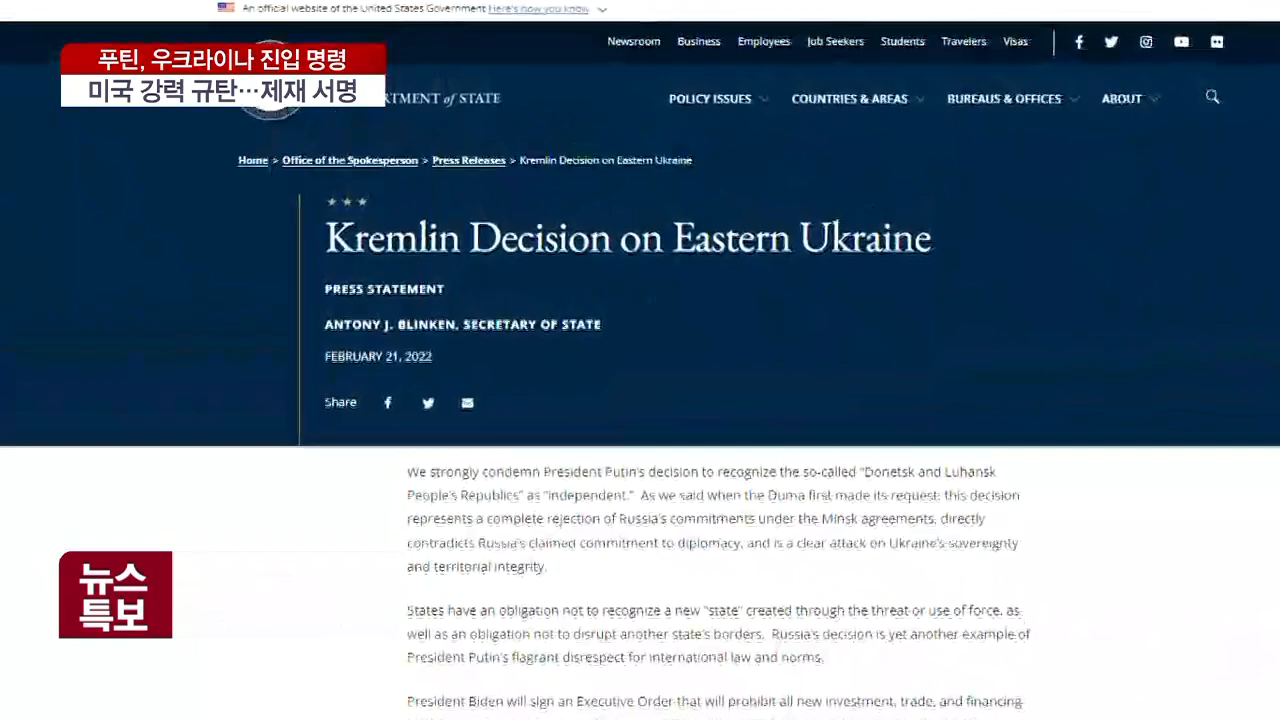 An official website of the United States Government Here's how you know
푸틴, 우크라이나 진입 명령
미국 강력 규탄…제재 서명
Newsroom Business Employees Job Seekers Students Travelers Visas
of STATE
POLICY ISSUES COUNTRIES & AREAS BUREAUS & OFFICES ABOUT
Home > Office of the Spokesperson > Press Releases > Kremlin Decision on Eastern Ukraine
Kremlin Decision on Eastern Ukraine
PRESS STATEMENT
ANTONY J. BLINKEN, SECRETARY OF STATE
FEBRUARY 21, 2022
Share
We strongly condemn President Putin's decision to recognize the so-called "Donetsk and Luhansk
People's Republics" as "independent." As we said when the Duma first made its request: this decision
represents a complete rejection of Russia's commitments under the Minsk agreements, directly
contradicts Russia's claimed commitment to diplomacy, and is a clear attack on Ukraine's sovereignty
and territorial integrity.
States have an obligation not to recognize a new "state" created through the threat or use of force, as
well as an obligation not to disrupt another state's borders. Russia's decision is yet another example of
President Putin's flagrant disrespect for international law and norms.
President Biden will sign an Executive Order that will prohibit all new investment, trade, and financing
뉴스
특보